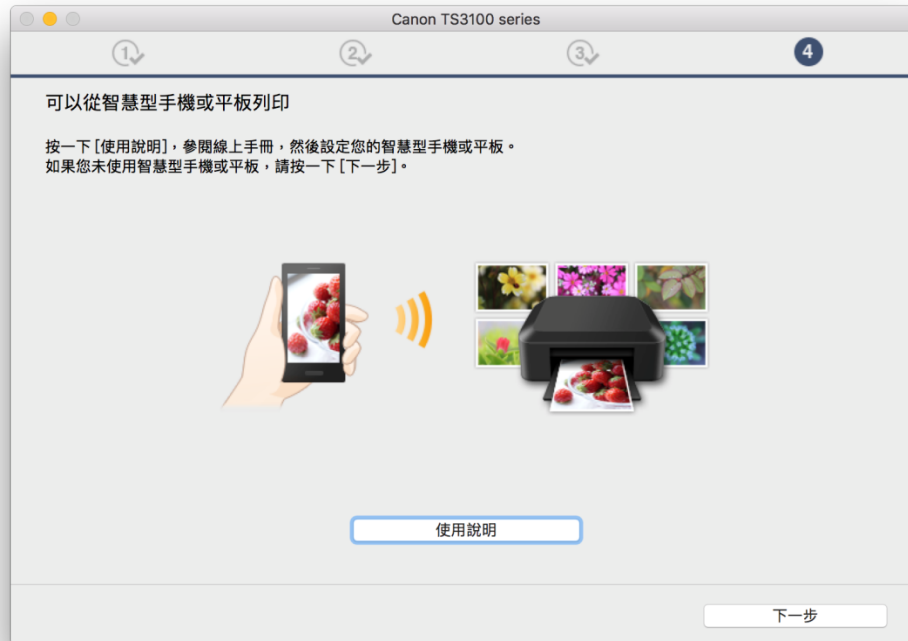 Canon TS3100 series
1
2
3
4
可以從智慧型手機或平板列印
按一下 [使用說明],參閱線上手冊,然後設定您的智慧型手機或平板。
如果您未使用智慧型手機或平板,請按一下 [下一步]。
使用說明
下一步